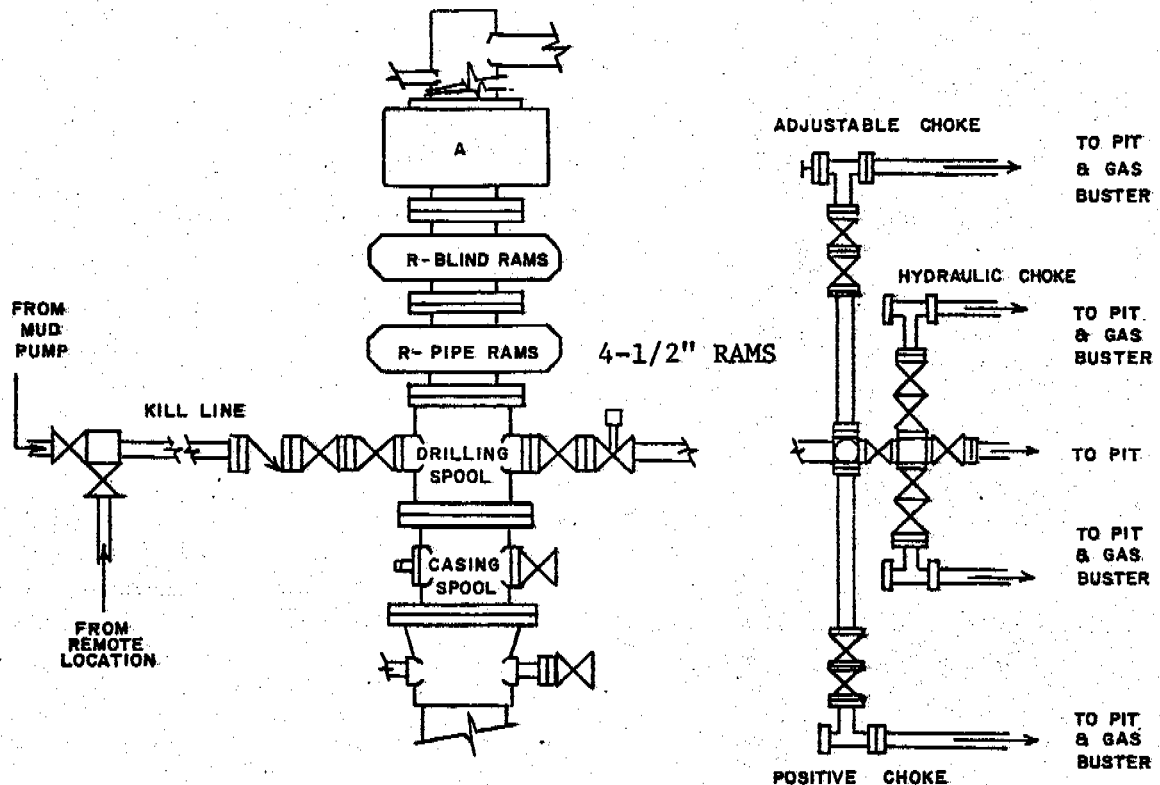 A
R-BLIND RAMS
R-PIPE RAMS
4-1/2" RAMS
FROM
MUD
PUMP
KILL LINE
DRILLING
SPOOL
CASING
SPOOL
FROM
REMOTE
LOCATION
ADJUSTABLE CHOKE
TO PIT
& GAS
BUSTER
HYDRAULIC CHOKE
TO PIT
& GAS
BUSTER
TO PIT
TO PIT
& GAS
BUSTER
TO PIT
& GAS
BUSTER
POSITIVE CHOKE